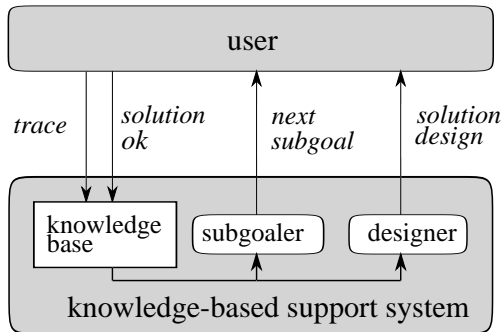 user
trace
solution
ok
next
subgoal
solution
design
knowledge
base
subgoaler
designer
knowledge-based support system